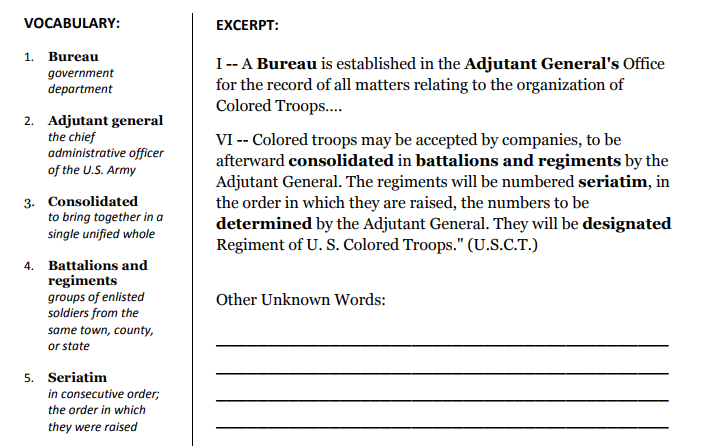 VOCABULARY:
1. Bureau
government
department
2. Adjutant general
the chief
administrative officer
of the U.S. Army
3. Consolidated
to bring together in a
single unified whole
4. Battalions and
regiments
groups of enlisted
soldiers from the
same town, county,
or state
5. Seriatim
in consecutive order;
the order in which
they were raised
EXCERPT:
I -- A Bureau is established in the Adjutant General's Office
for the record of all matters relating to the organization of
Colored Troops....
VI -- Colored troops may be accepted by companies, to be
afterward consolidated in battalions and regiments by the
Adjutant General. The regiments will be numbered seriatim, in
the order in which they are raised, the numbers to be
determined by the Adjutant General. They will be designated
Regiment of U. S. Colored Troops." (U.S.C.T.)
Other Unknown Words: